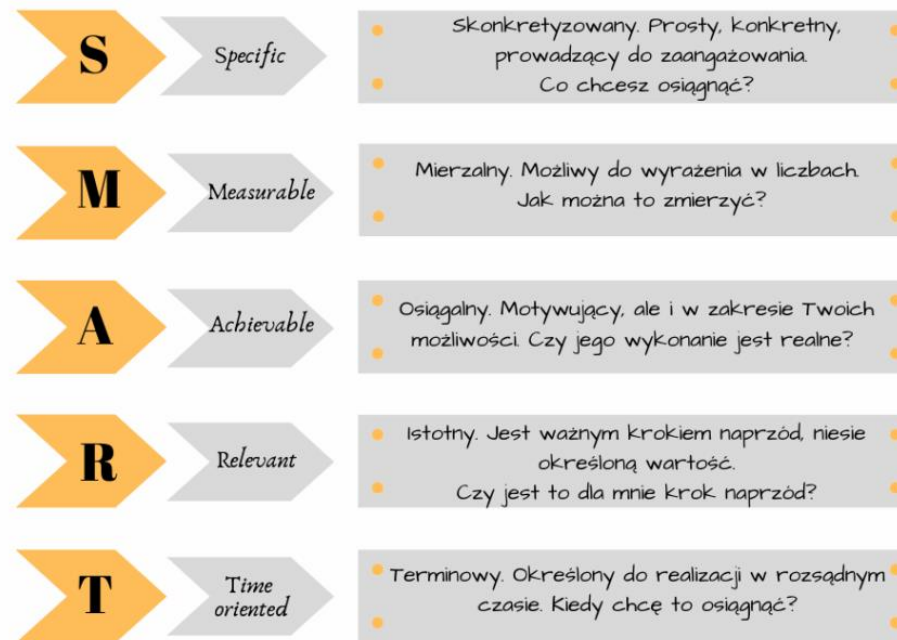 S
Specific
Skonkretyzowany. Prosty, konkretny,
prowadzący do zaangażowania.
Co chcesz osiągnąć?
M
Measurable
Mierzalny. Możliwy do wyrażenia w liczbach.
Jak można to zmierzyć?
A
Achievable
Osiągalny. Motywujący, ale i w zakresie Twoich
możliwości. Czy jego wykonanie jest realne?
R
Relevant
Istotny. Jest ważnym krokiem naprzód, niesie
określoną wartość.
Czy jest to dla mnie krok naprzód?
T
Time
oriented
Terminowy. Określony do realizacji w rozsądnym
czasie. Kiedy chcę to osiągnąć?